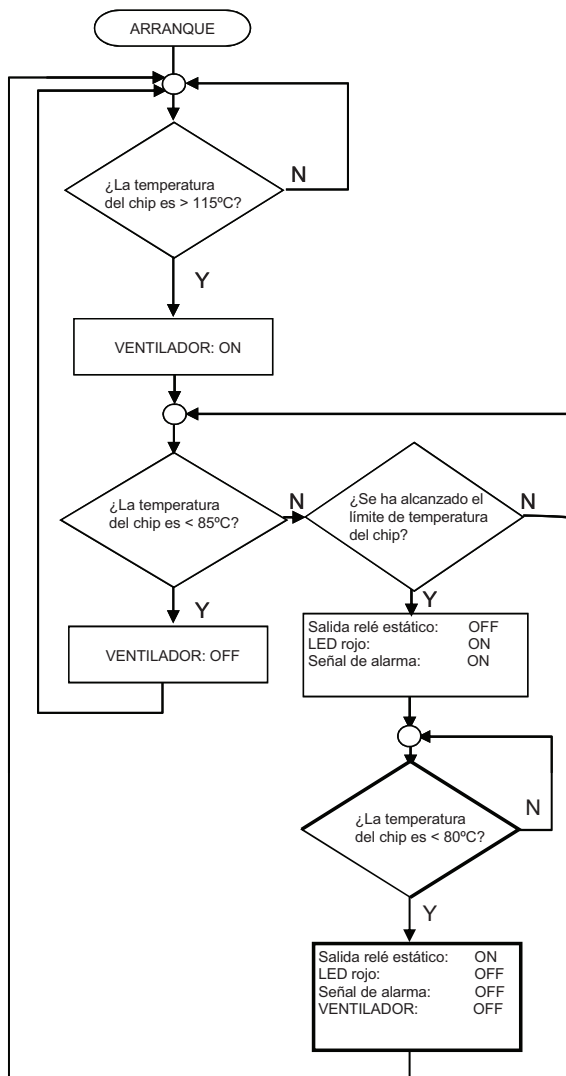 ARRANQUE
¿La temperatura
del chip es > 115ºC?
N
Y
VENTILADOR: ON
¿La temperatura
del chip es < 85ºC?
N
Y
VENTILADOR: OFF
¿Se ha alcanzado el
límite de temperatura
del chip?
N
Y
Salida relé estático: OFF
LED rojo: ON
Señal de alarma: ON
¿La temperatura
del chip es < 80ºC?
N
Y
Salida relé estático: ON
LED rojo: OFF
Señal de alarma: OFF
VENTILADOR: OFF